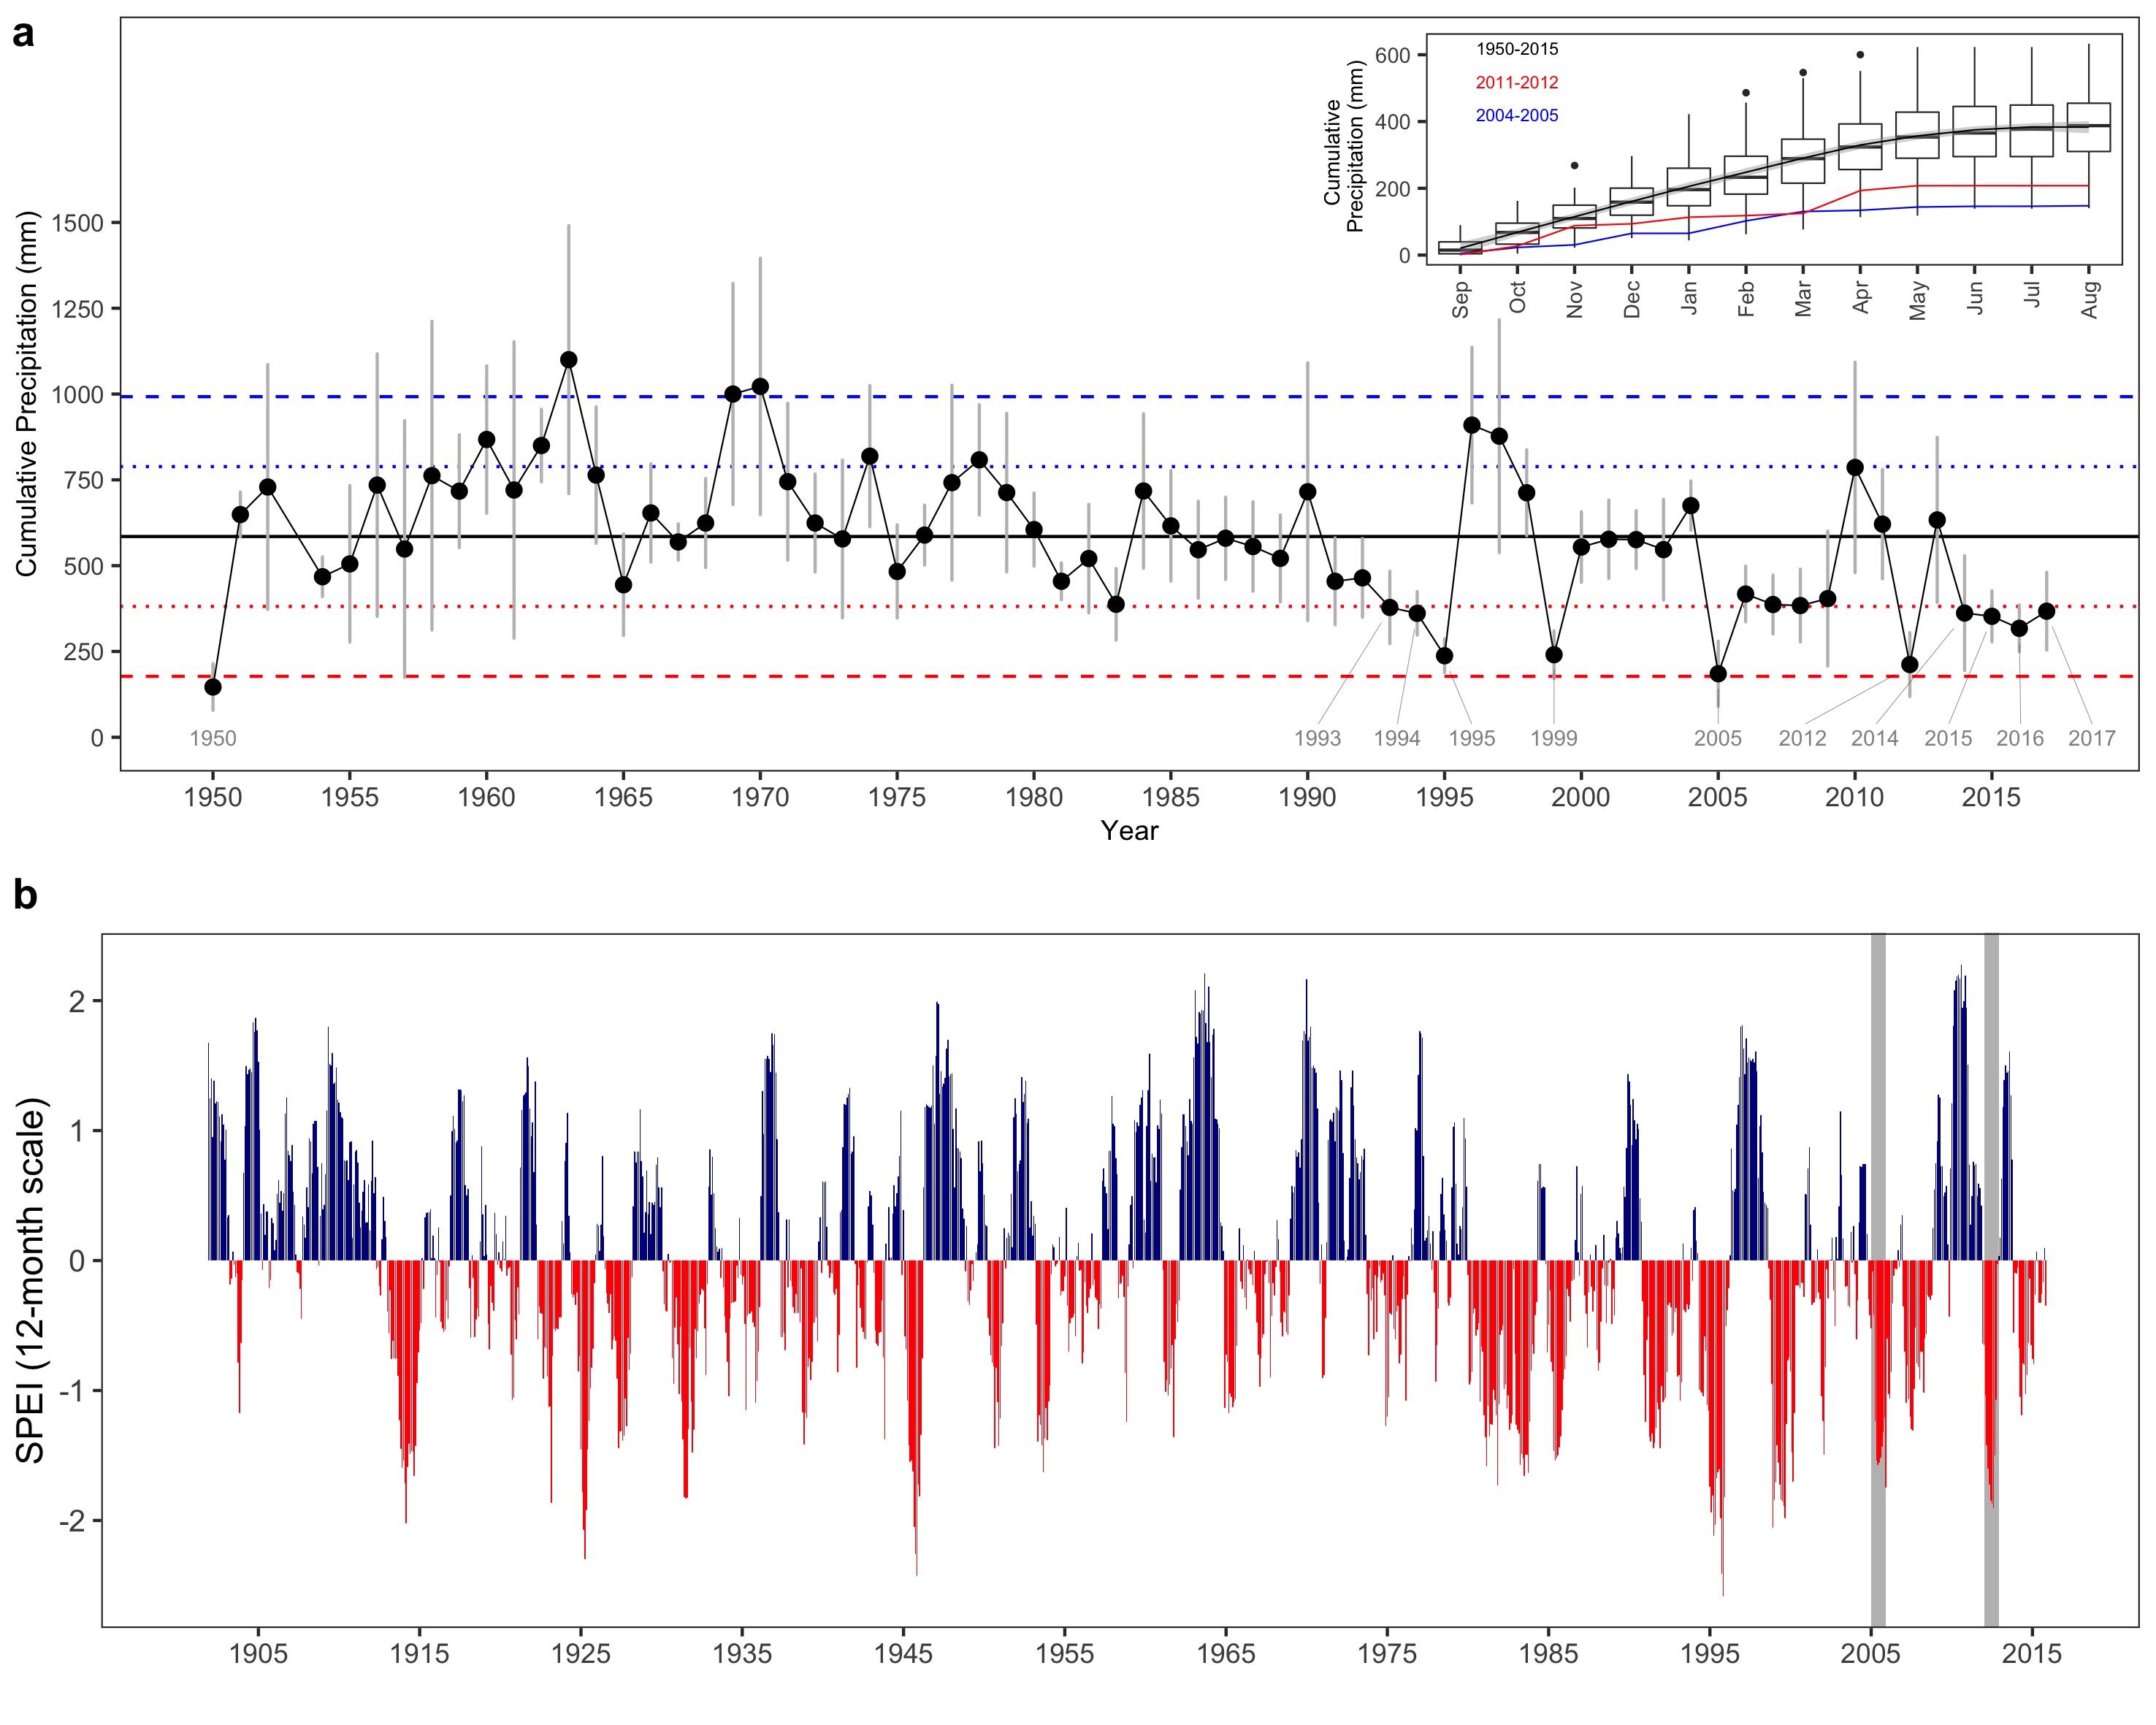 a
Cumulative Precipitation (mm)
1500
1250
1000
750
500
250
0
1950
1993
1994
1995
1999
2005
2012
2014
2015
2016
2017
1950
1955
1960
1965
1970
1975
1980
1985
1990
1995
2000
2005
2010
2015
Year
Cumulative
Precipitation (mm)
600
400
200
0
1950-2015
2011-2012
2004-2005
Sep
Oct
Nov
Dec
Jan
Feb
Mar
Apr
May
Jun
Jul
Aug
b
SPEI (12-month scale)
2
1
0
-1
-2
1905
1915
1925
1935
1945
1955
1965
1975
1985
1995
2005
2015